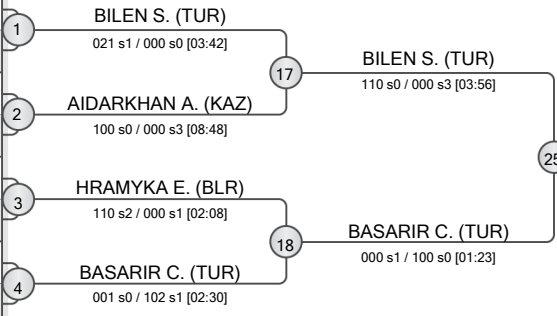 1
BILEN S. (TUR)
021 s1 / 000 s0 [03:42]
17
BILEN S. (TUR)
110 s0 / 000 s3 [03:56]
2
AIDARKHAN A. (KAZ)
100 s0 / 000 s3 [08:48]
25
3
HRAMYKA E. (BLR)
110 s2 / 000 s1 [02:08]
18
BASARIR C. (TUR)
000 s1 / 100 s0 [01:23]
4
BASARIR C. (TUR)
001 s0 / 102 s1 [02:30]